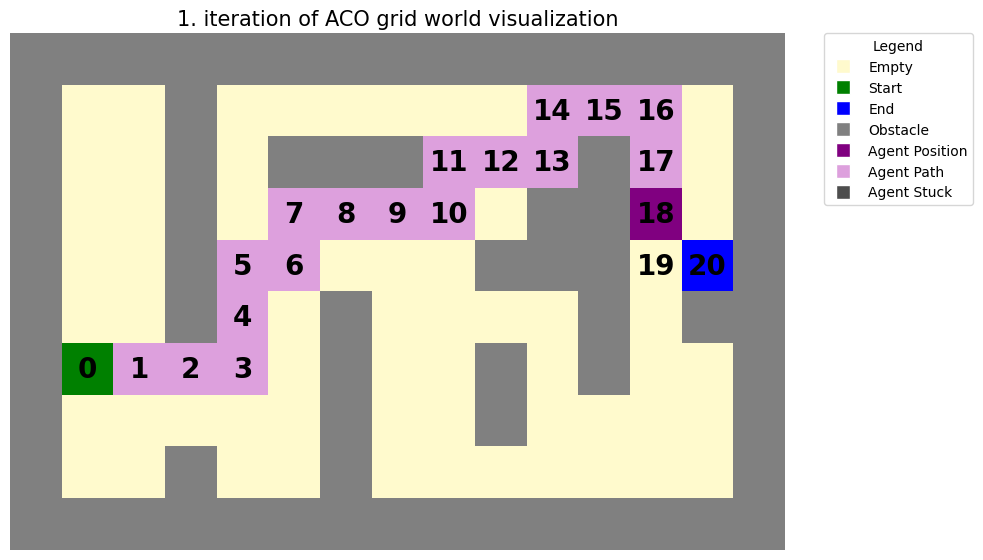 1. iteration of ACO grid world visualization
Legend
Empty
Start
End
Obstacle
Agent Position
Agent Path
Agent Stuck
14 15 16
11 12 13 17
7 8 9 10 18
5 6 19 20
4
0 1 2 3